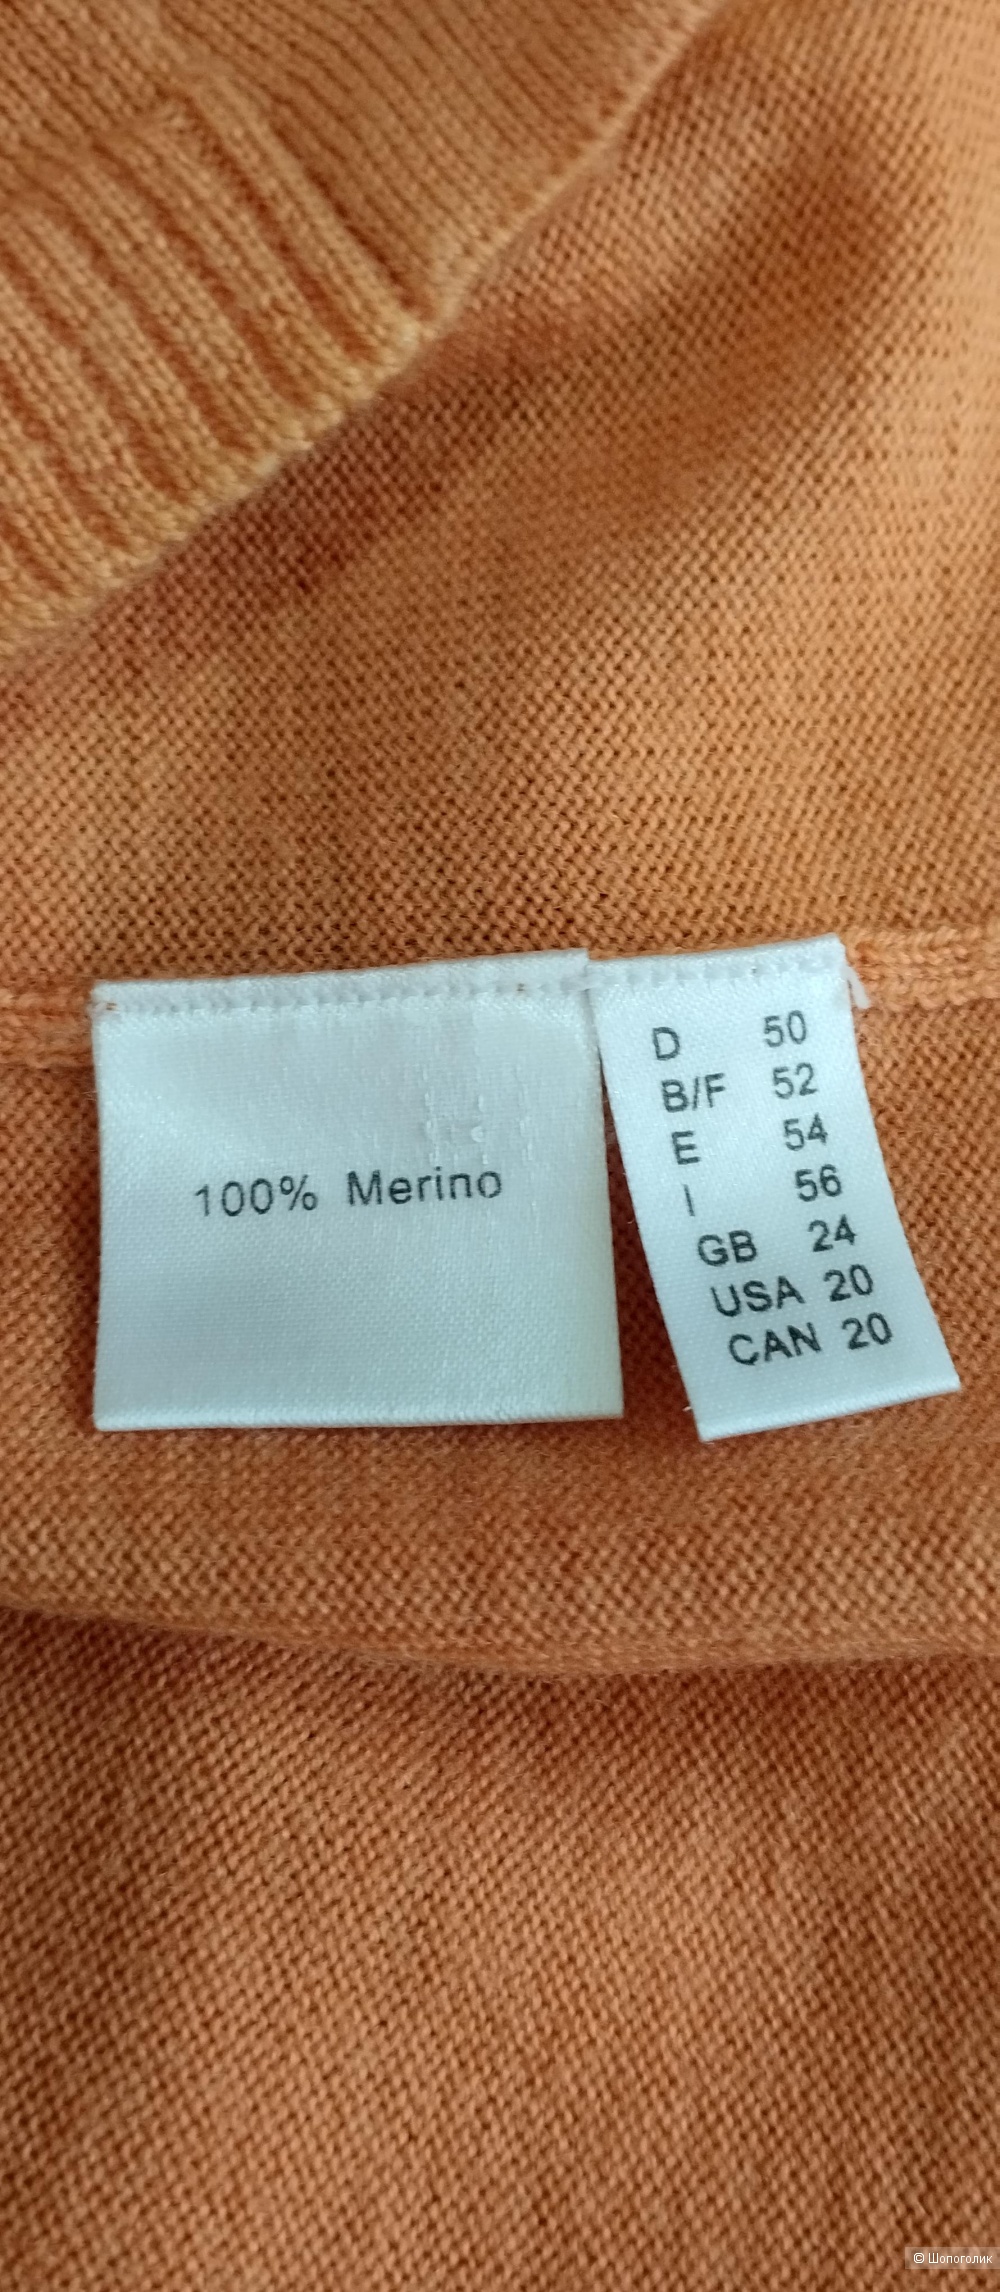 100% Merino
D 50
B/F 52
E 54
I 56
GB 24
USA 20
CAN 20
© Шопоголик